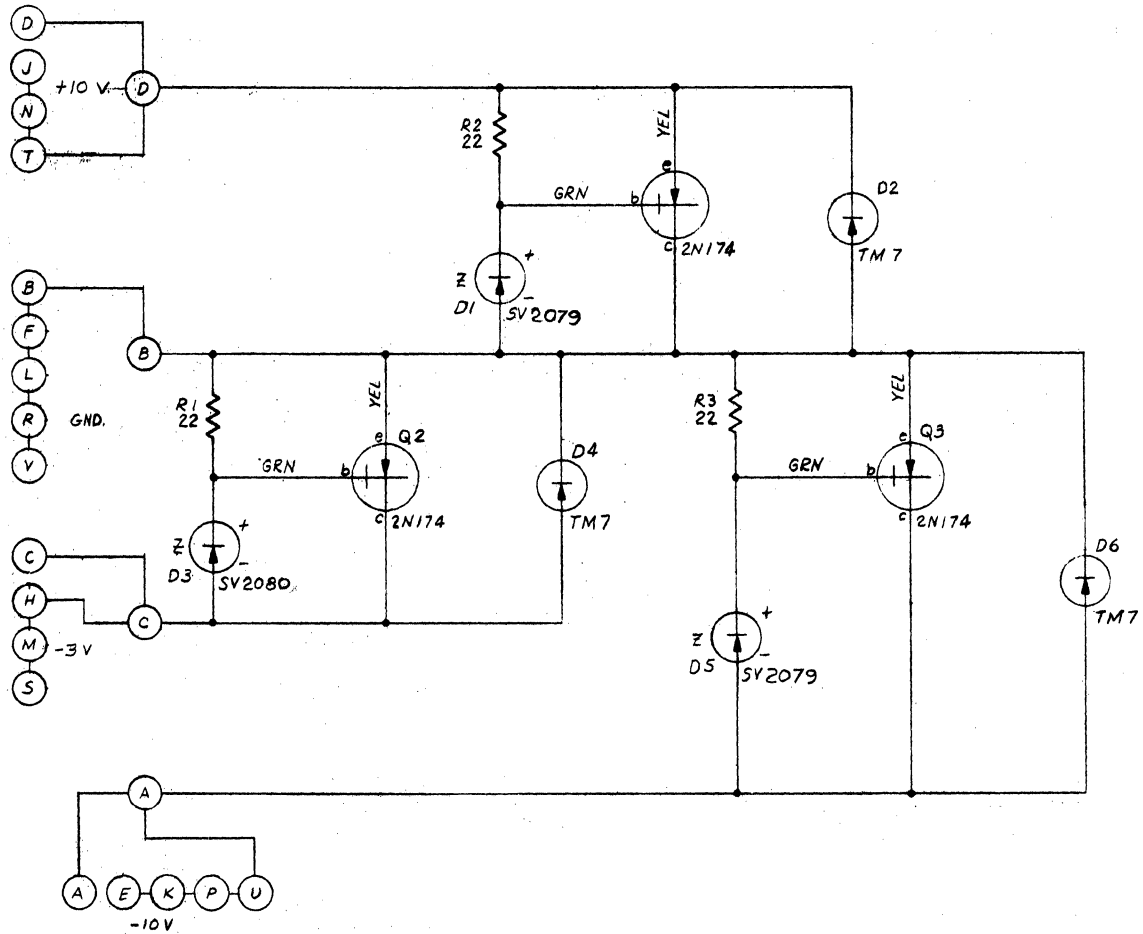 D
J
+10 V
D
N
T
R2
22
YEL
e
GRN
b
c
2N174
D2
TM7
Z
+
-
D1
SV2079
B
F
B
L
R
GND.
V
R1
22
YEL
e
Q2
GRN
b
c
2N174
D4
TM7
Z
+
-
D3
SV2080
R3
22
YEL
e
Q3
GRN
b
c
2N174
D6
TM7
Z
+
-
D5
SV2079
C
H
C
M
-3 V
S
A
A
E
K
P
U
-10 V